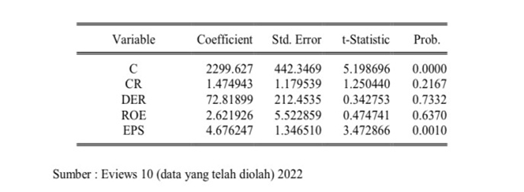 Variable Coefficient Std. Error t-Statistic Prob.
C 2299.627 442.3469 5.198696 0.0000
CR 1.474943 1.179539 1.250440 0.2167
DER 72.81899 212.4535 0.342753 0.7332
ROE 2.621926 5.522859 0.474741 0.6370
EPS 4.676247 1.346510 3.472866 0.0010
Sumber : Eviews 10 (data yang telah diolah) 2022